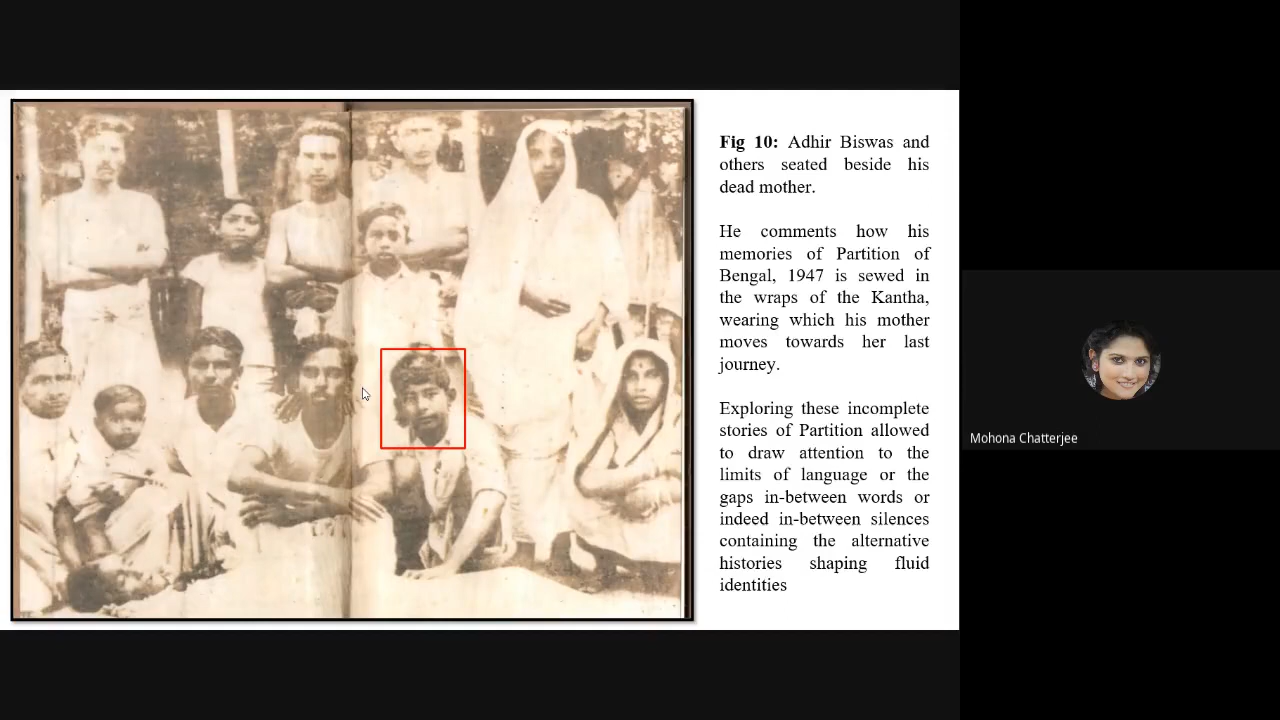 Fig 10: Adhir Biswas and
others seated beside his
dead mother.
He comments how his
memories of Partition of
Bengal, 1947 is sewed in
the wraps of the Kantha,
wearing which his mother
moves towards her last
journey.
Exploring these incomplete
stories of Partition allowed
to draw attention to the
limits of language or the
gaps in-between words or
indeed in-between silences
containing the alternative
histories shaping fluid
identities
Mohona Chatterjee